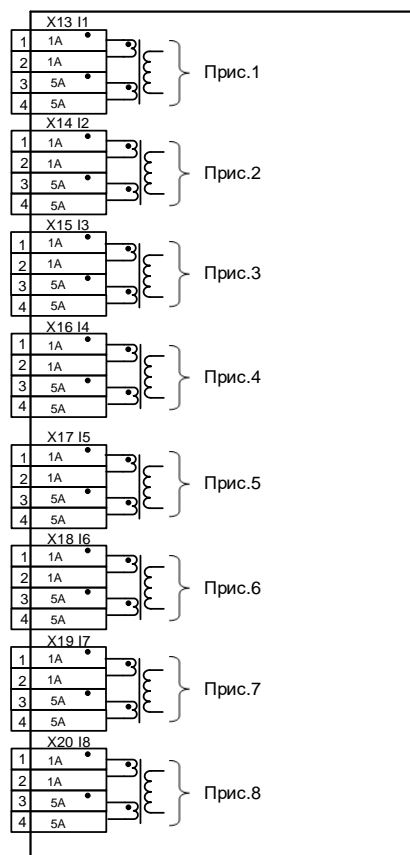 X13 I1
1 1A
2 1A
3 5A
4 5A
Прис.1
X14 I2
1 1A
2 1A
3 5A
4 5A
Прис.2
X15 I3
1 1A
2 1A
3 5A
4 5A
Прис.3
X16 I4
1 1A
2 1A
3 5A
4 5A
Прис.4
X17 I5
1 1A
2 1A
3 5A
4 5A
Прис.5
X18 I6
1 1A
2 1A
3 5A
4 5A
Прис.6
X19 I7
1 1A
2 1A
3 5A
4 5A
Прис.7
X20 I8
1 1A
2 1A
3 5A
4 5A
Прис.8